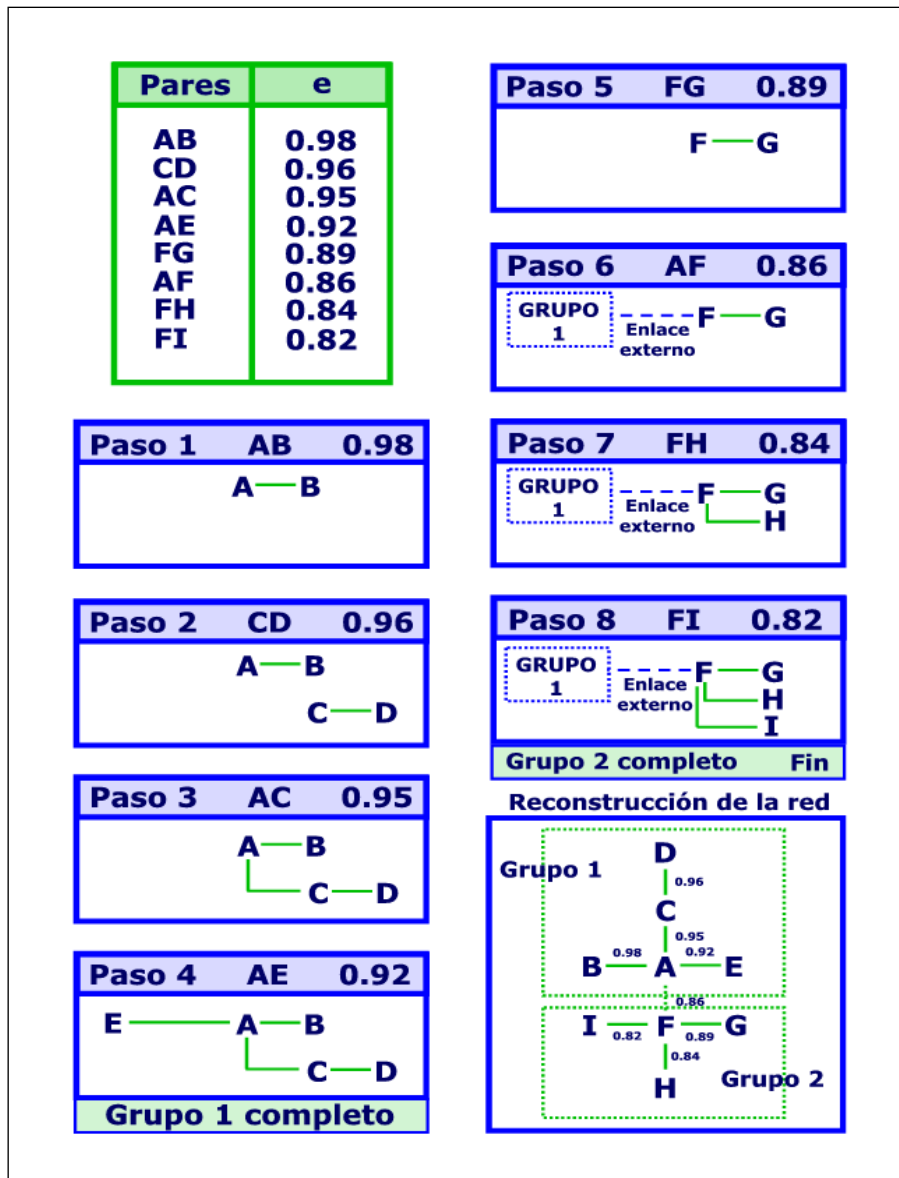 Pares e
AB 0.98
CD 0.96
AC 0.95
AE 0.92
FG 0.89
AF 0.86
FH 0.84
FI 0.82
Paso 1 AB 0.98
A B
Paso 2 CD 0.96
A B
C D
Paso 3 AC 0.95
A B
C D
Paso 4 AE 0.92
E A B
C D
Grupo 1 completo
Paso 5 FG 0.89
F G
Paso 6 AF 0.86
GRUPO
1
Enlace
externo
F G
Paso 7 FH 0.84
GRUPO
1
Enlace
externo
F G
H
Paso 8 FI 0.82
GRUPO
1
Enlace
externo
F G
H
I
Grupo 2 completo Fin
Reconstrucción de la red
Grupo 1
D
0.96
C
0.95
B 0.98 A 0.92 E
0.86
I 0.82 F 0.89 G
0.84
H
Grupo 2